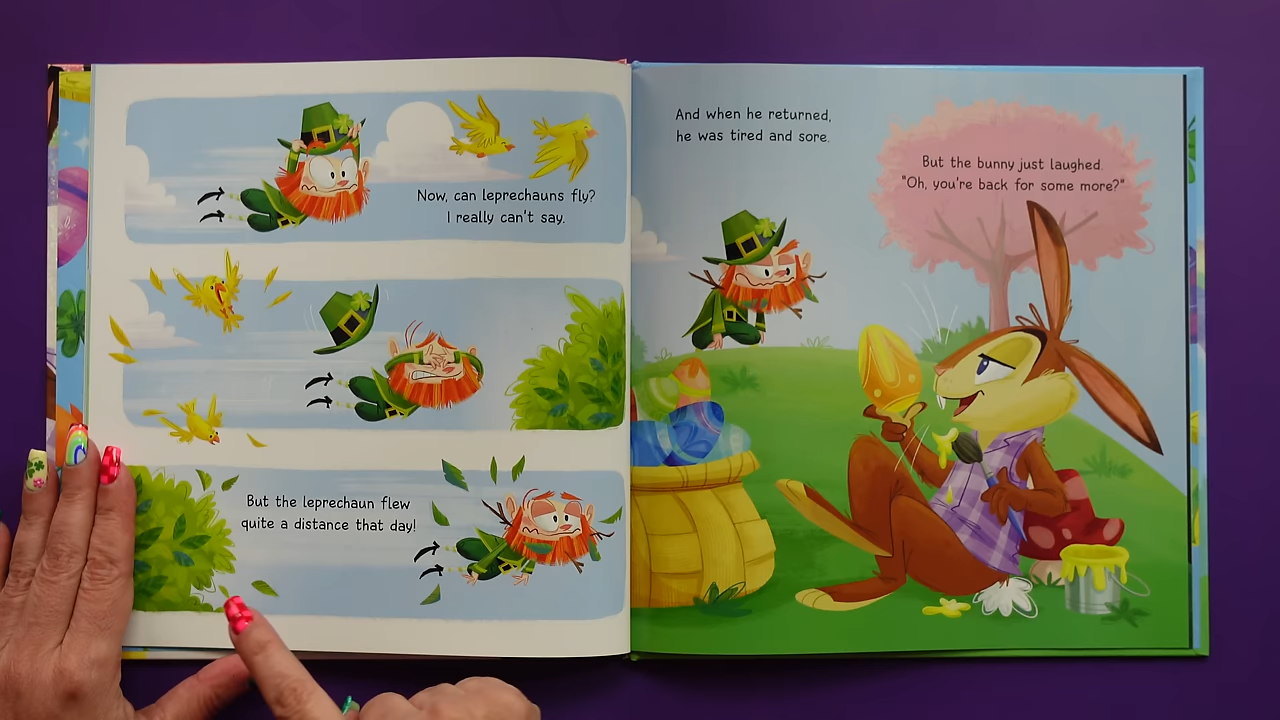 Now, can leprechauns fly?
I really can't say.
But the leprechaun flew
quite a distance that day!
And when he returned,
he was tired and sore.
But the bunny just laughed.
"Oh, you're back for some more?"